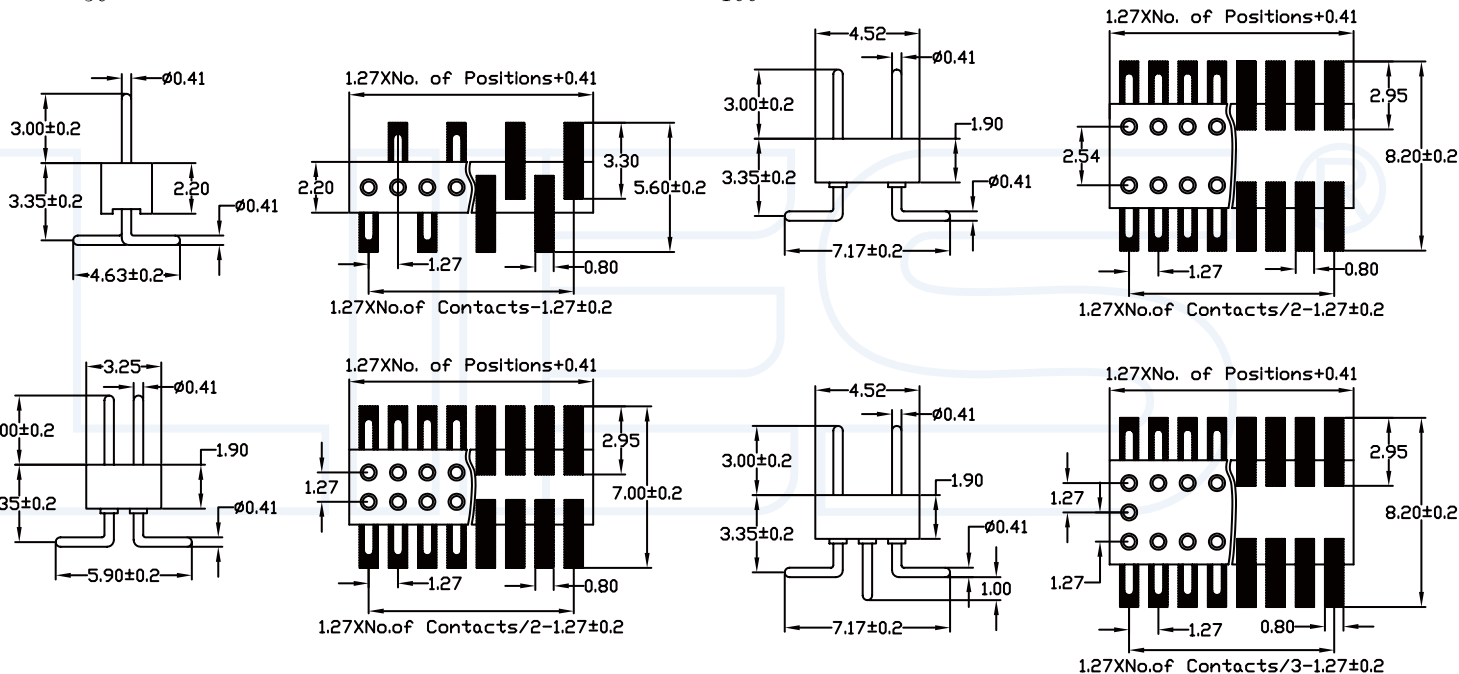 ø0.41
3.00±0.2
3.35±0.2
2.20
ø0.41
4.63±0.2
1.27XNo. of Positions+0.41
2.20
3.30
5.60±0.2
1.27
0.80
1.27XNo.of Contacts-1.27±0.2
4.52
ø0.41
3.00±0.2
1.90
3.35±0.2
ø0.41
7.17±0.2
1.27XNo. of Positions+0.41
2.95
2.54
8.20±0.2
1.27
0.80
1.27XNo.of Contacts/2-1.27±0.2
3.25
ø0.41
00±0.2
1.90
35±0.2
ø0.41
5.90±0.2
1.27XNo. of Positions+0.41
2.95
1.27
7.00±0.2
1.27
0.80
1.27XNo.of Contacts/2-1.27±0.2
4.52
ø0.41
3.00±0.2
1.90
3.35±0.2
ø0.41
1.00
7.17±0.2
1.27XNo. of Positions+0.41
2.95
1.27
8.20±0.2
1.27
1.27
0.80
1.27XNo.of Contacts/3-1.27±0.2
®